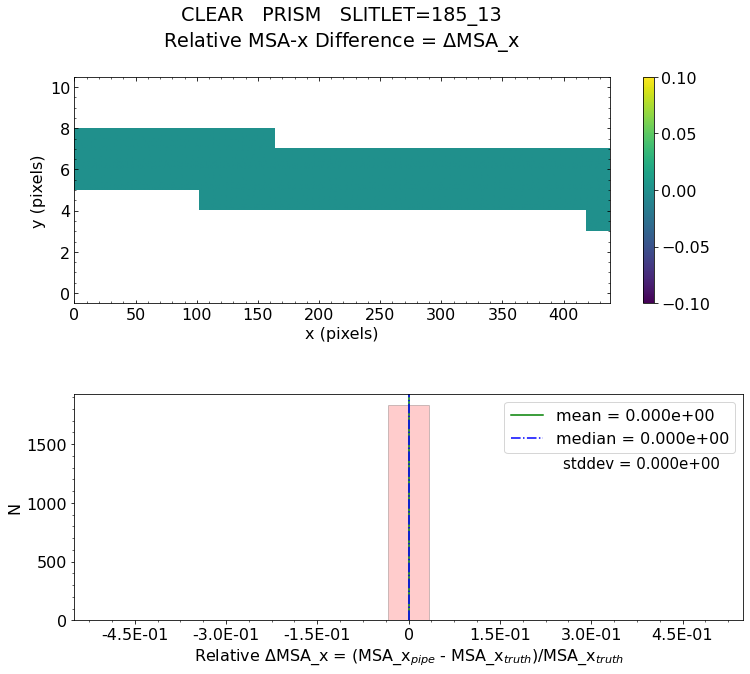 CLEAR   PRISM   SLITLET=185_13
Relative MSA-x Difference = ΔMSA_x
10
8
6
4
2
0
y (pixels)
0 50 100 150 200 250 300 350 400
x (pixels)
0.10
0.05
0.00
−0.05
−0.10
1500
1000
500
0
N
mean = 0.000e+00
median = 0.000e+00
stddev = 0.000e+00
-4.5E-01 -3.0E-01 -1.5E-01 0 1.5E-01 3.0E-01 4.5E-01
Relative ΔMSA_x = (MSA_x_pipe - MSA_x_truth)/MSA_x_truth